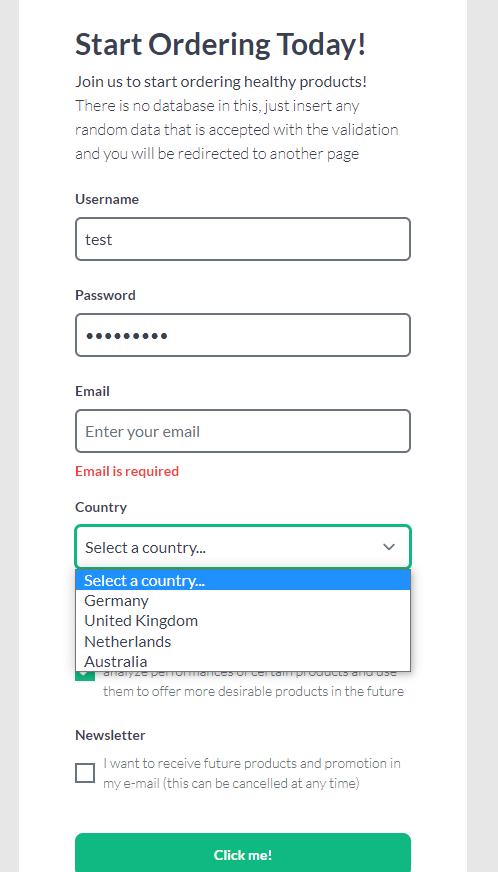 Start Ordering Today!
Join us to start ordering healthy products!
There is no database in this, just insert any
random data that is accepted with the validation
and you will be redirected to another page
Username
test
Password
•••••••••
Email
Enter your email
Email is required
Country
Select a country...
Select a country...
Germany
United Kingdom
Netherlands
Australia
analyze performances of certain products and use
them to offer more desirable products in the future
Newsletter
I want to receive future products and promotion in
my e-mail (this can be cancelled at any time)
Click me!